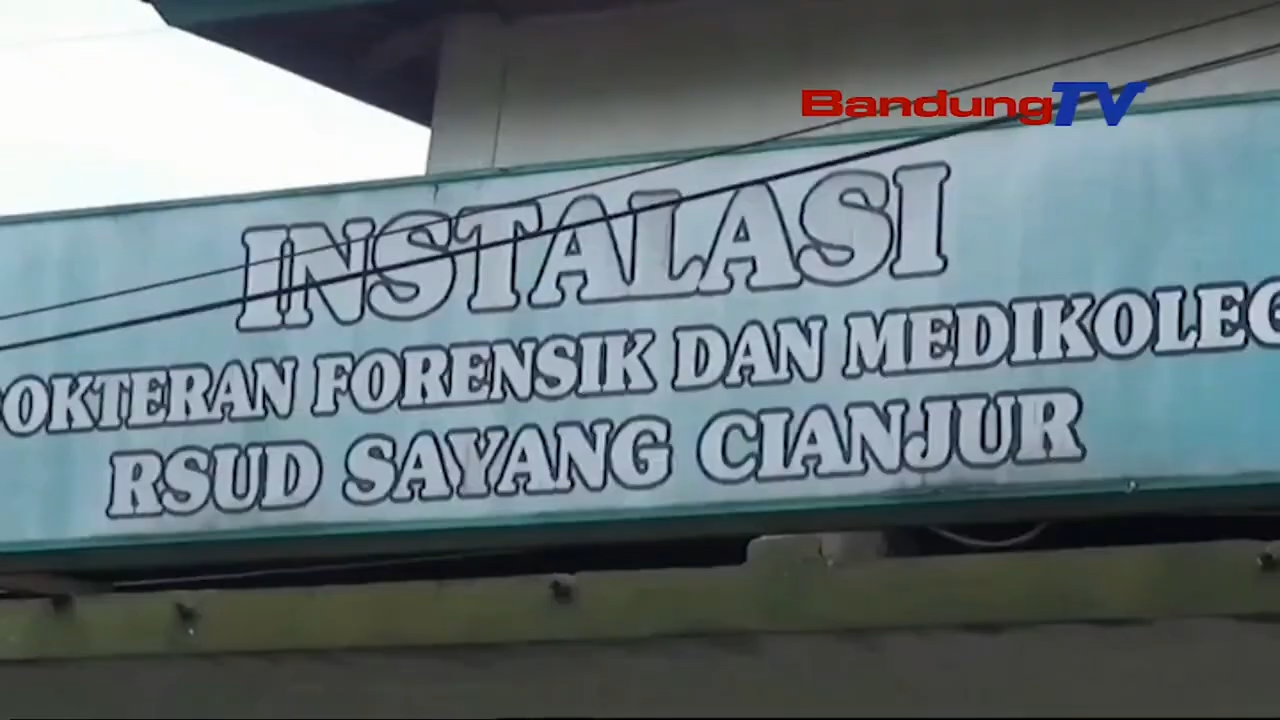 BandungTV
INSTALASI
OKTERAN FORENSIK DAN MEDIKOLEG
RSUD SAYANG CIANJUR